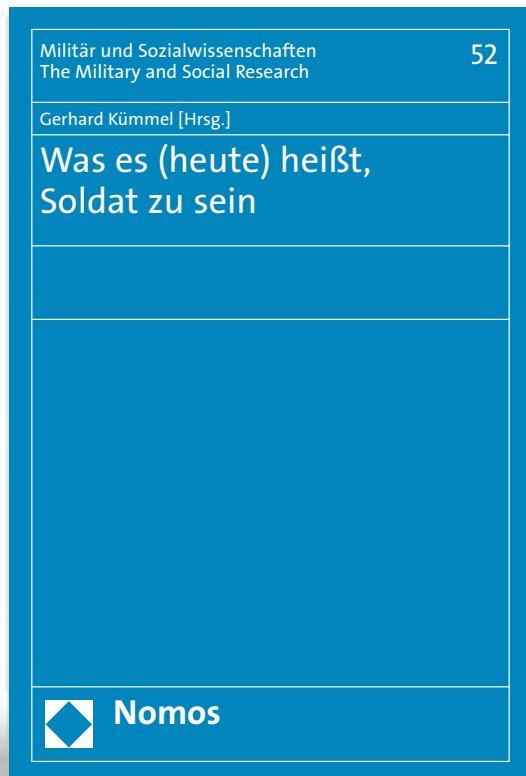 Militär und Sozialwissenschaften 52
The Military and Social Research
Gerhard Kümmel [Hrsg.]
Was es (heute) heißt,
Soldat zu sein
Nomos